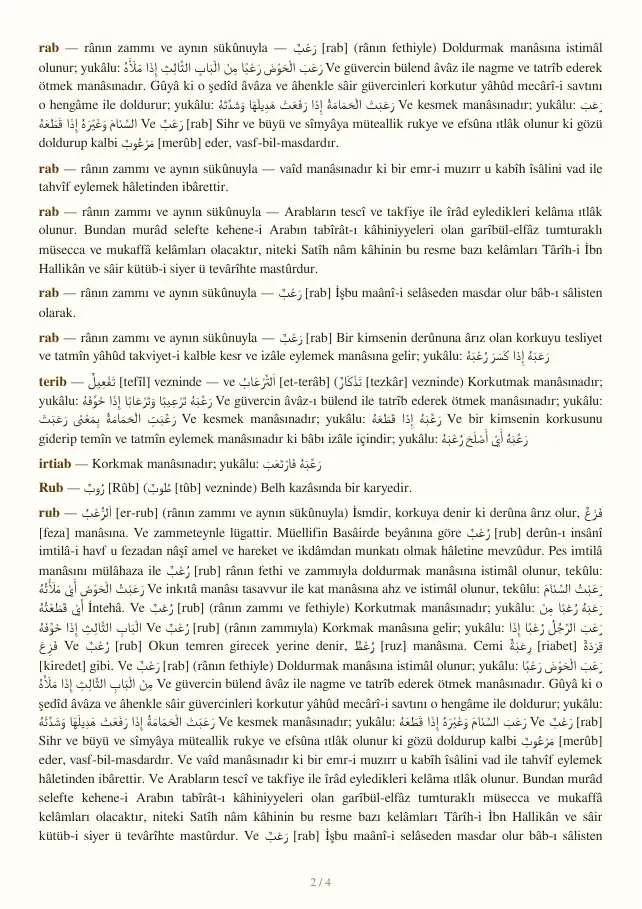 rab — rânın zammı ve aynın sükûnuyla — رَعْبٌ [rab] (rânın fethiyle) Doldurmak manâsına istimâl
olunur; yukâlu: رَعَبَ الْحَوْضَ رَعْبًا مِنَ الْبَابِ الثَّالِثِ إِذَا مَلَأَهُ Ve güvercin bülend âvâz ile nagme ve tatrîb ederek
ötmek manâsınadır. Gûyâ ki o şedîd âvâza ve âhenkle sâir güvercinleri korkutur yâhûd mecârî-i savtını
o hengâme ile doldurur; yukâlu: رَعَبَتِ الْحَمَامَةُ إِذَا رَفَعَتْ هَدِيلَهَا وَشَدَّتْهُ Ve kesmek manâsınadır; yukâlu: رَعَبَ
السَّنَامَ وَغَيْرَهُ إِذَا قَطَعَهُ Ve رَعْبٌ [rab] Sihr ve büyü ve sîmyâya müteallik rukye ve efsûna ıtlâk olunur ki gözü
doldurup kalbi مَرْعُوبٌ [merûb] eder, vasf-bil-masdardır.
rab — rânın zammı ve aynın sükûnuyla — vaîd manâsınadır ki bir emr-i muzırr u kabîh îsâlini vad ile
tahvîf eylemek hâletinden ibârettir.
rab — rânın zammı ve aynın sükûnuyla — Arabların tescî ve takfiye ile îrâd eyledikleri kelâma ıtlâk
olunur. Bundan murâd selefte kehene-i Arabın tabîrât-ı kâhiniyyeleri olan garîbül-elfâz tumturaklı
müsecca ve mukaffâ kelâmları olacaktır, niteki Satîh nâm kâhinin bu resme bazı kelâmları Târîh-i İbn
Hallikân ve sâir kütüb-i siyer ü tevârîhte mastûrdur.
rab — rânın zammı ve aynın sükûnuyla — رَعْبٌ [rab] İşbu maânî-i selâseden masdar olur bâb-ı sâlisten
olarak.
rab — rânın zammı ve aynın sükûnuyla — رَعْبٌ [rab] Bir kimsenin derûnuna ârız olan korkuyu tesliyet
ve tatmîn yâhûd takviyet-i kalble kesr ve izâle eylemek manâsına gelir; yukâlu: رَعَبَهُ إِذَا كَسَرَ رُعْبَهُ
terib — تَفْعِيلٌ [tefîl] vezninde — ve اَلتَّرْعَابُ [et-terâb] (تَذْكَارٌ [tezkâr] vezninde) Korkutmak manâsınadır;
yukâlu: رَعَّبَهُ تَرْعِيبًا وَتَرْعَابًا إِذَا خَوَّفَهُ Ve güvercin âvâz-ı bülend ile tatrîb ederek ötmek manâsınadır; yukâlu:
رَعَّبَتِ الْحَمَامَةُ بِمَعْنَى رَعَبَتْ Ve kesmek manâsınadır; yukâlu: رَعَّبَهُ إِذَا قَطَعَهُ Ve bir kimsenin korkusunu
giderip temîn ve tatmîn eylemek manâsınadır ki bâbı izâle içindir; yukâlu: رَعَّبَهُ أَيْ أَصْلَحَ رُعْبَهُ
irtiab — Korkmak manâsınadır; yukâlu: رَعَّبَهُ فَارْتَعَبَ
Rub — رُوبٌ [Rûb] (طُوبٌ [tûb] vezninde) Belh kazâsında bir karyedir.
rub — اَلرُّعْبُ [er-rub] (rânın zammı ve aynın sükûnuyla) İsmdir, korkuya denir ki derûna ârız olur, فَزَعٌ
[feza] manâsına. Ve zammeteynle lügattir. Müellifin Basâirde beyânına göre رُعْبٌ [rub] derûn-ı insânî
imtilâ-i havf u fezadan nâşî amel ve hareket ve ikdâmdan munkatı olmak hâletine mevzûdur. Pes imtilâ
manâsını mülâhaza ile رُعْبٌ [rub] rânın fethi ve zammıyla doldurmak manâsına istimâl olunur, tekûlu:
رَعَبْتُ الْحَوْضَ أَيْ مَلَأْتُهُ Ve inkıtâ manâsı tasavvur ile kat manâsına ahz ve istimâl olunur, tekûlu: رَعَبْتُ السَّنَامَ
أَيْ قَطَعْتُهُ İntehâ. Ve رُعْبٌ [rub] (rânın zammı ve fethiyle) Korkutmak manâsınadır; yukâlu: رَعَبَهُ رُعْبًا مِنَ
الْبَابِ الثَّالِثِ إِذَا خَوَّفَهُ Ve رُعْبٌ [rub] (rânın zammıyla) Korkmak manâsına gelir; yukâlu: رَعَبَ الرَّجُلُ رُعْبًا إِذَا
فَزِعَ Ve رُعْبٌ [rub] Okun temren girecek yerine denir, رُعْظٌ [ruz] manâsına. Cemi رِعَبَةٌ [riabet] قِرَدَةٌ
[kiredet] gibi. Ve رَعْبٌ [rab] (rânın fethiyle) Doldurmak manâsına istimâl olunur; yukâlu: رَعَبَ الْحَوْضَ رَعْبًا
مِنَ الْبَابِ الثَّالِثِ إِذَا مَلَأَهُ Ve güvercin bülend âvâz ile nagme ve tatrîb ederek ötmek manâsınadır. Gûyâ ki o
şedîd âvâza ve âhenkle sâir güvercinleri korkutur yâhûd mecârî-i savtını o hengâme ile doldurur; yukâlu:
رَعَبَتِ الْحَمَامَةُ إِذَا رَفَعَتْ هَدِيلَهَا وَشَدَّتْهُ Ve kesmek manâsınadır; yukâlu: رَعَبَ السَّنَامَ وَغَيْرَهُ إِذَا قَطَعَهُ Ve رَعْبٌ [rab]
Sihr ve büyü ve sîmyâya müteallik rukye ve efsûna ıtlâk olunur ki gözü doldurup kalbi مَرْعُوبٌ [merûb]
eder, vasf-bil-masdardır. Ve vaîd manâsınadır ki bir emr-i muzırr u kabîh îsâlini vad ile tahvîf eylemek
hâletinden ibârettir. Ve Arabların tescî ve takfiye ile îrâd eyledikleri kelâma ıtlâk olunur. Bundan murâd
selefte kehene-i Arabın tabîrât-ı kâhiniyyeleri olan garîbül-elfâz tumturaklı müsecca ve mukaffâ
kelâmları olacaktır, niteki Satîh nâm kâhinin bu resme bazı kelâmları Târîh-i İbn Hallikân ve sâir
kütüb-i siyer ü tevârîhte mastûrdur. Ve رَعْبٌ [rab] İşbu maânî-i selâseden masdar olur bâb-ı sâlisten
2 / 4